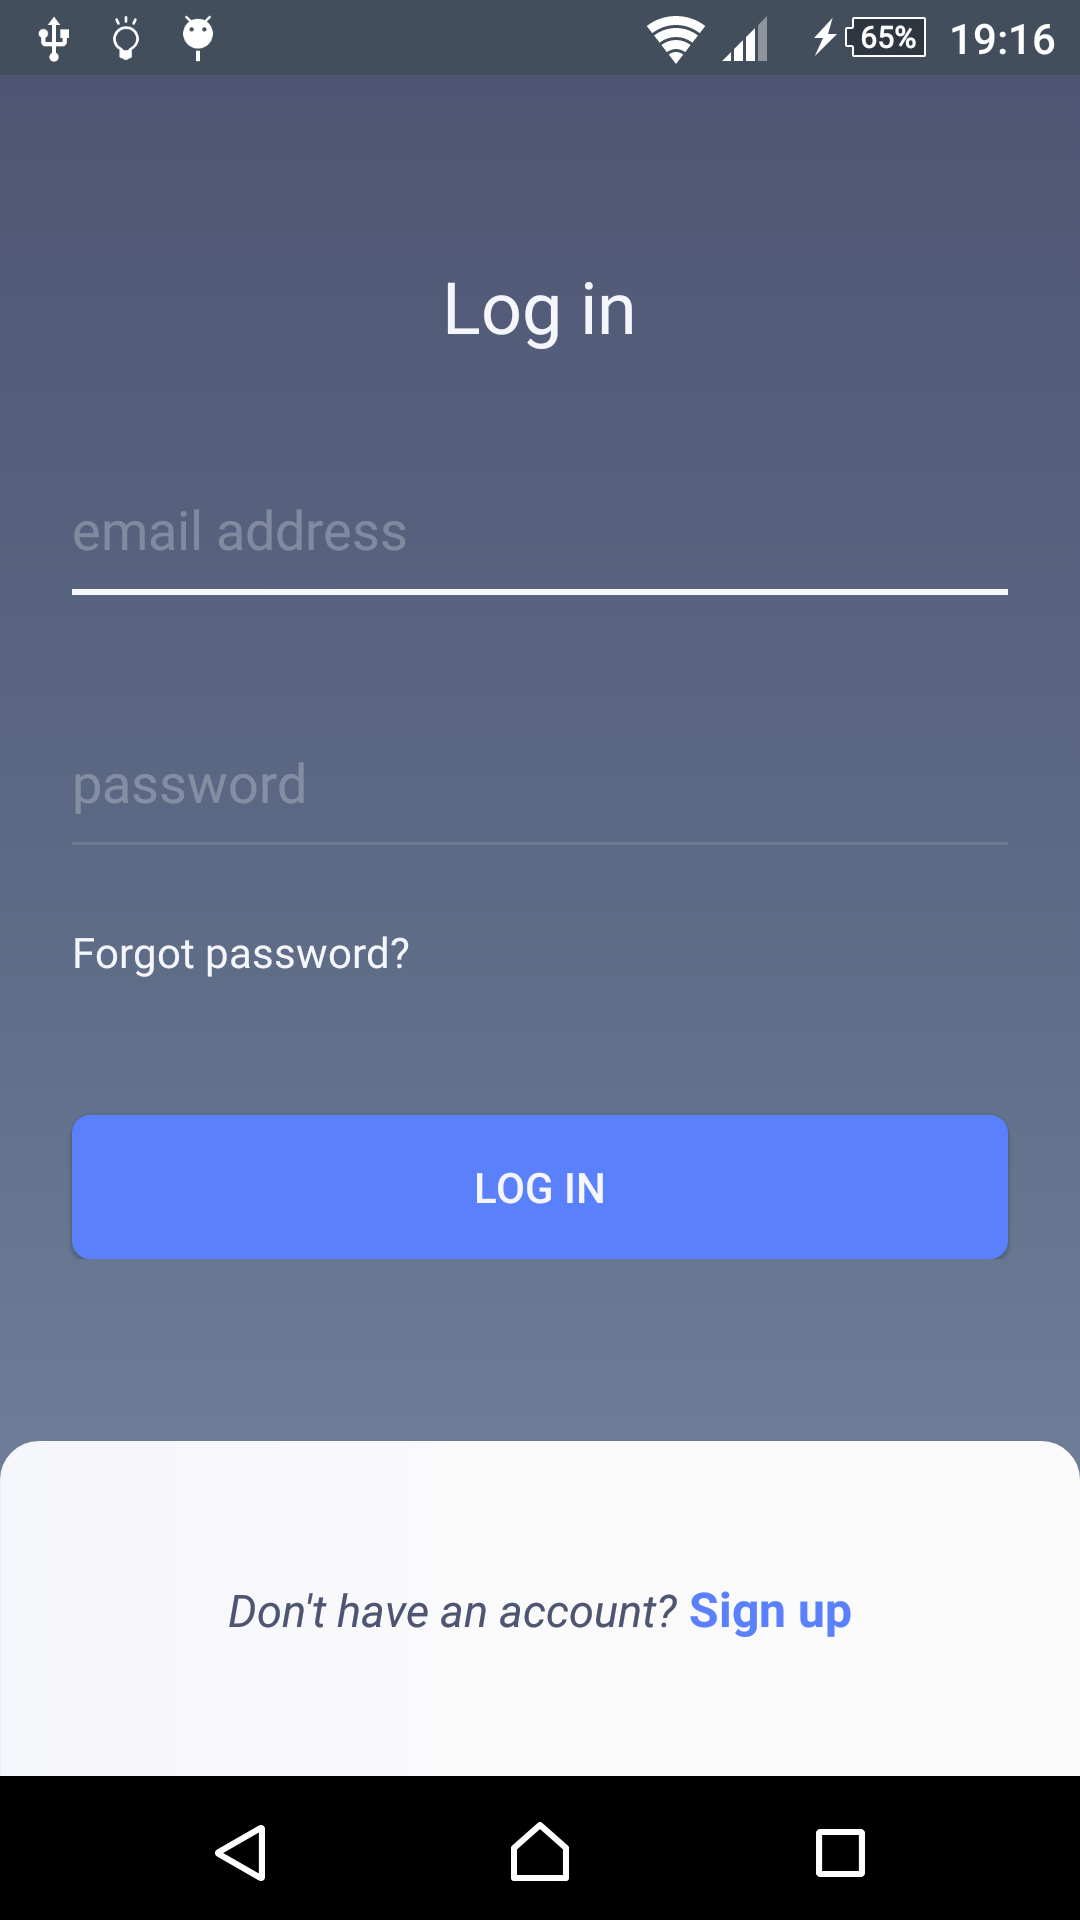 65% 19:16
Log in
email address
password
Forgot password?
LOG IN
Don't have an account? Sign up